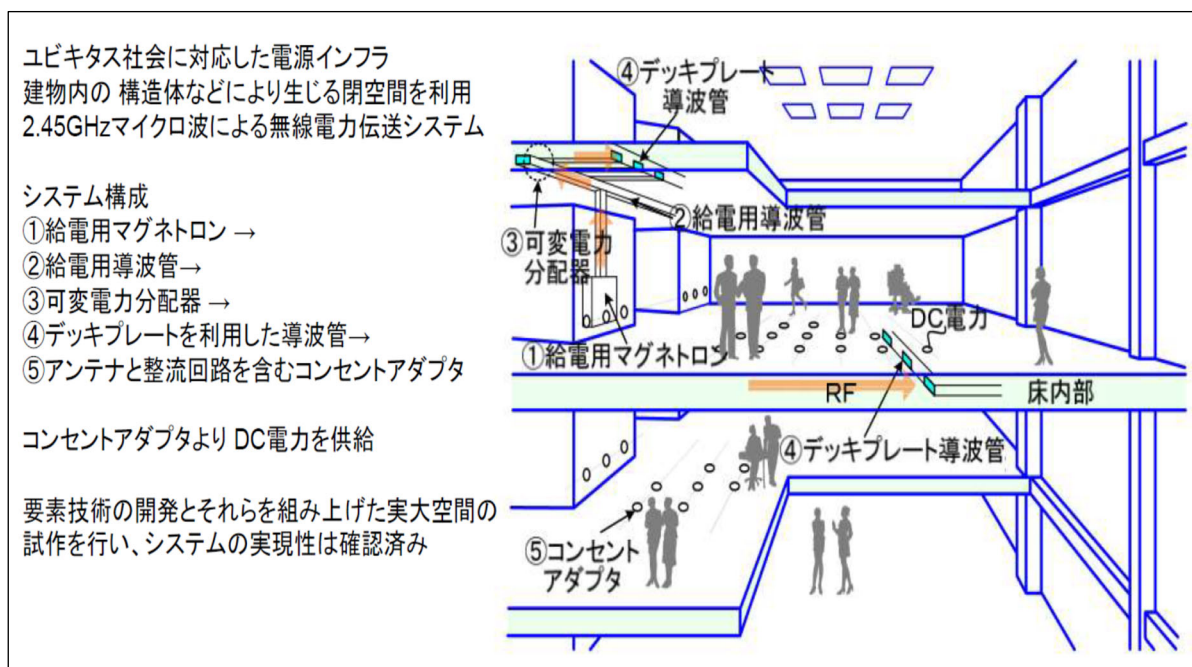 ユビキタス社会に対応した電源インフラ
建物内の 構造体などにより生じる閉空間を利用
2.45GHzマイクロ波による無線電力伝送システム
システム構成
①給電用マグネトロン →
②給電用導波管→
③可変電力分配器 →
④デッキプレートを利用した導波管→
⑤アンテナと整流回路を含むコンセントアダプタ
コンセントアダプタより DC電力を供給
要素技術の開発とそれらを組み上げた実大空間の
試作を行い、システムの実現性は確認済み
④デッキプレート
導波管
②給電用導波管
③可変電力
分配器
DC電力
①給電用マグネトロン
RF
床内部
④デッキプレート導波管
⑤コンセント
アダプタ